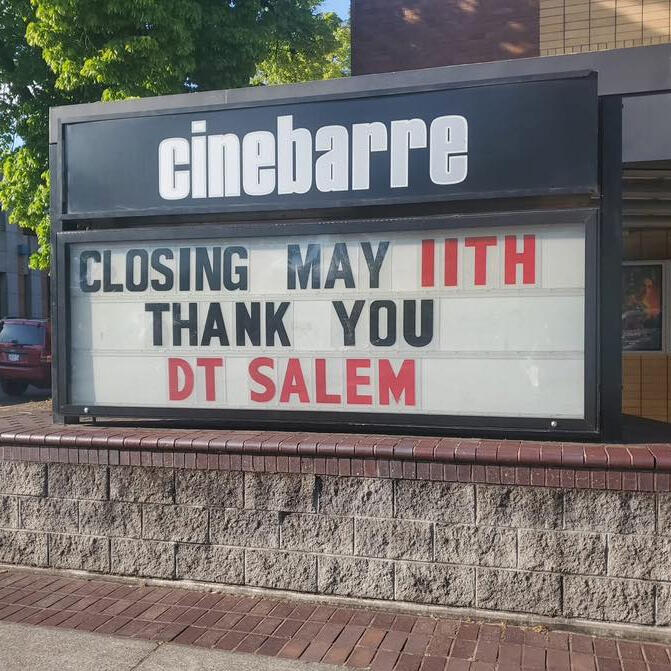 cinebarre
CLOSING MAY 11TH
THANK YOU
DT SALEM